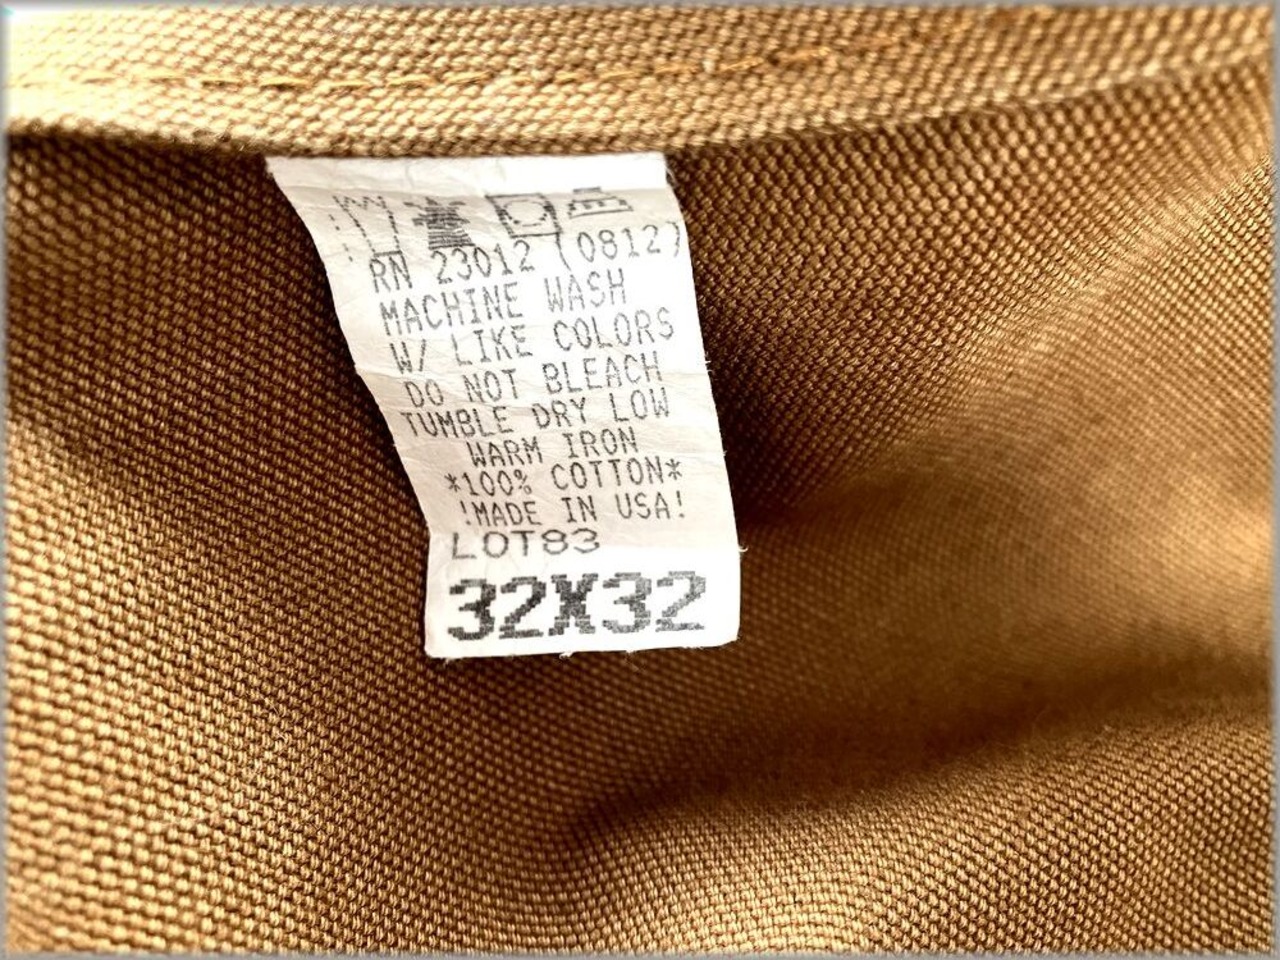 RN 23012 (0812)
MACHINE WASH
W/ LIKE COLORS
DO NOT BLEACH
TUMBLE DRY LOW
WARM IRON
*100% COTTON*
!MADE IN USA!
LOT83
32X32